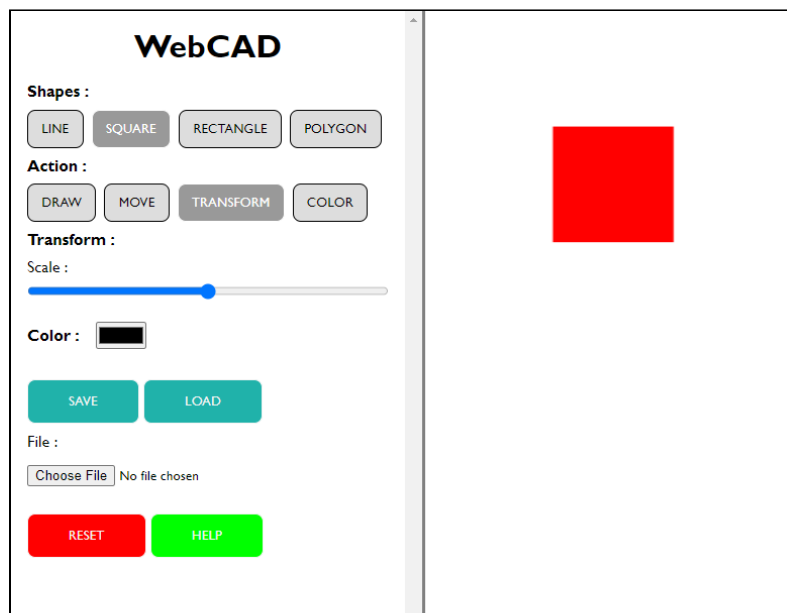 WebCAD
Shapes :
LINE SQUARE RECTANGLE POLYGON
Action :
DRAW MOVE TRANSFORM COLOR
Transform :
Scale :
Color :
SAVE LOAD
File :
Choose File No file chosen
RESET HELP